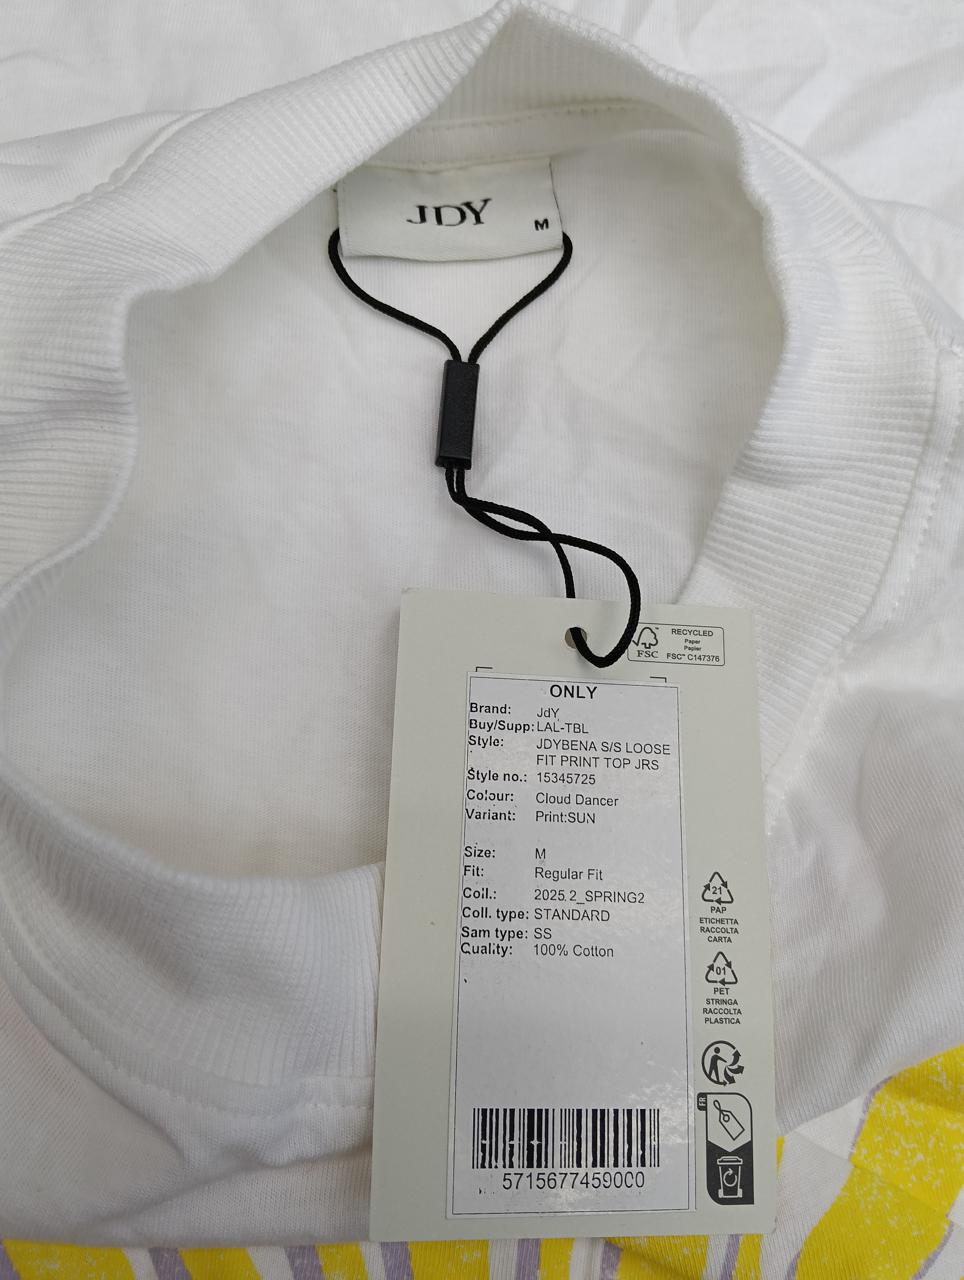 JDY
M
RECYCLED
Paper
Papier
FSC™ C147376
FSC
ONLY
Brand: JdY
Buy/Supp: LAL-TBL
Style: JDYBENA S/S LOOSE
FIT PRINT TOP JRS
Style no.: 15345725
Colour: Cloud Dancer
Variant: Print:SUN
Size: M
Fit: Regular Fit
Coll.: 2025.2_SPRING2
Coll. type: STANDARD
Sam type: SS
Quality: 100% Cotton
5715677459000
21
PAP
ETICHETTA
RACCOLTA
CARTA
01
PET
STRINGA
RACCOLTA
PLASTICA
FR